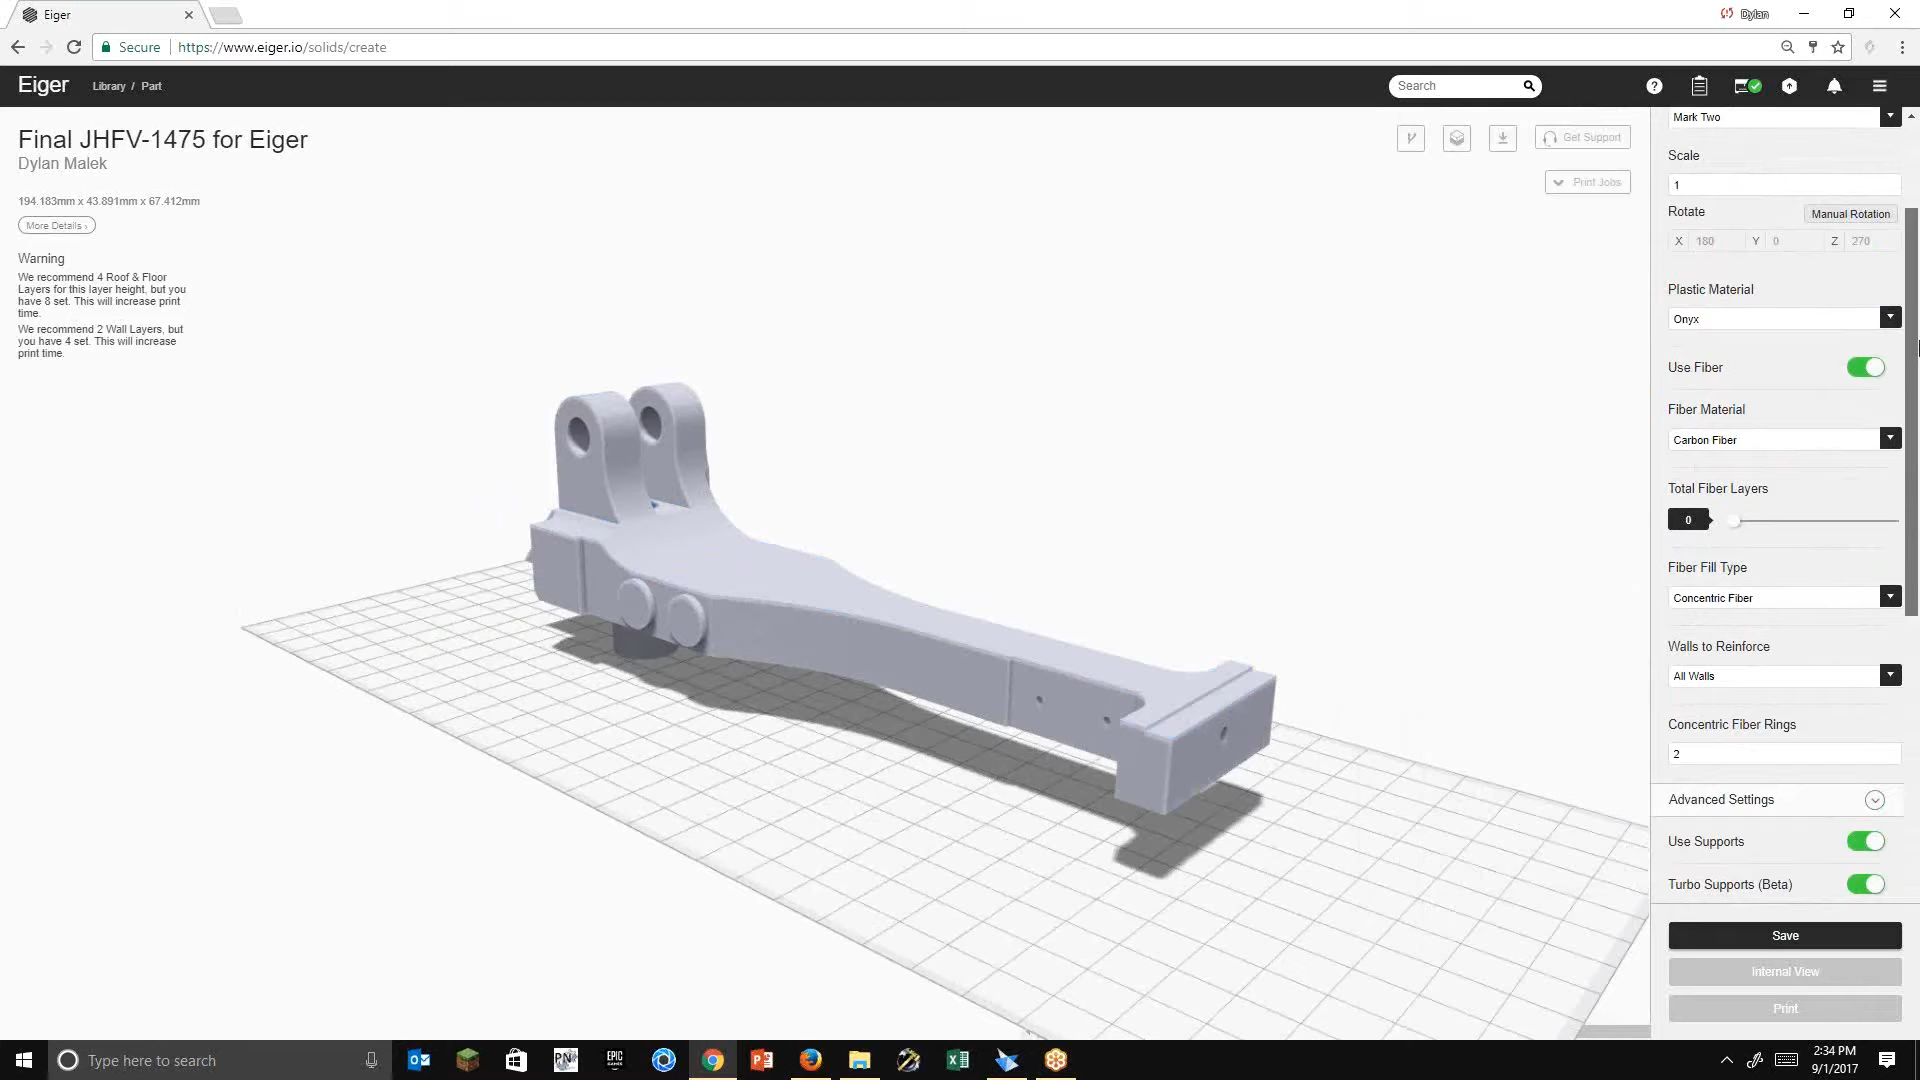 Eiger
Dylan
Secure
https://www.eiger.io/solids/create
Eiger
Library / Part
Search
Final JHFV-1475 for Eiger
Dylan Malek
194.183mm x 43.891mm x 67.412mm
More Details ›
Warning
We recommend 4 Roof & Floor
Layers for this layer height, but you
have 8 set. This will increase print
time.
We recommend 2 Wall Layers, but
you have 4 set. This will increase
print time.
Get Support
Print Jobs
Mark Two
Scale
1
Rotate
Manual Rotation
X 180 Y 0 Z 270
Plastic Material
Onyx
Use Fiber
Fiber Material
Carbon Fiber
Total Fiber Layers
0
Fiber Fill Type
Concentric Fiber
Walls to Reinforce
All Walls
Concentric Fiber Rings
2
Advanced Settings
Use Supports
Turbo Supports (Beta)
Save
Internal View
Print
Type here to search
EPIC
GAMES
2:34 PM
9/1/2017